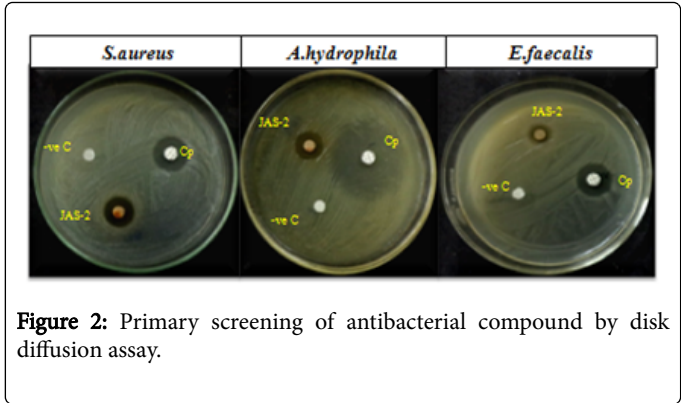 S.aureus A.hydrophila E.faecalis
-ve C Cp JAS-2
JAS-2 Cp -ve C
JAS-2 -ve C Cp
Figure 2: Primary screening of antibacterial compound by disk
diffusion assay.